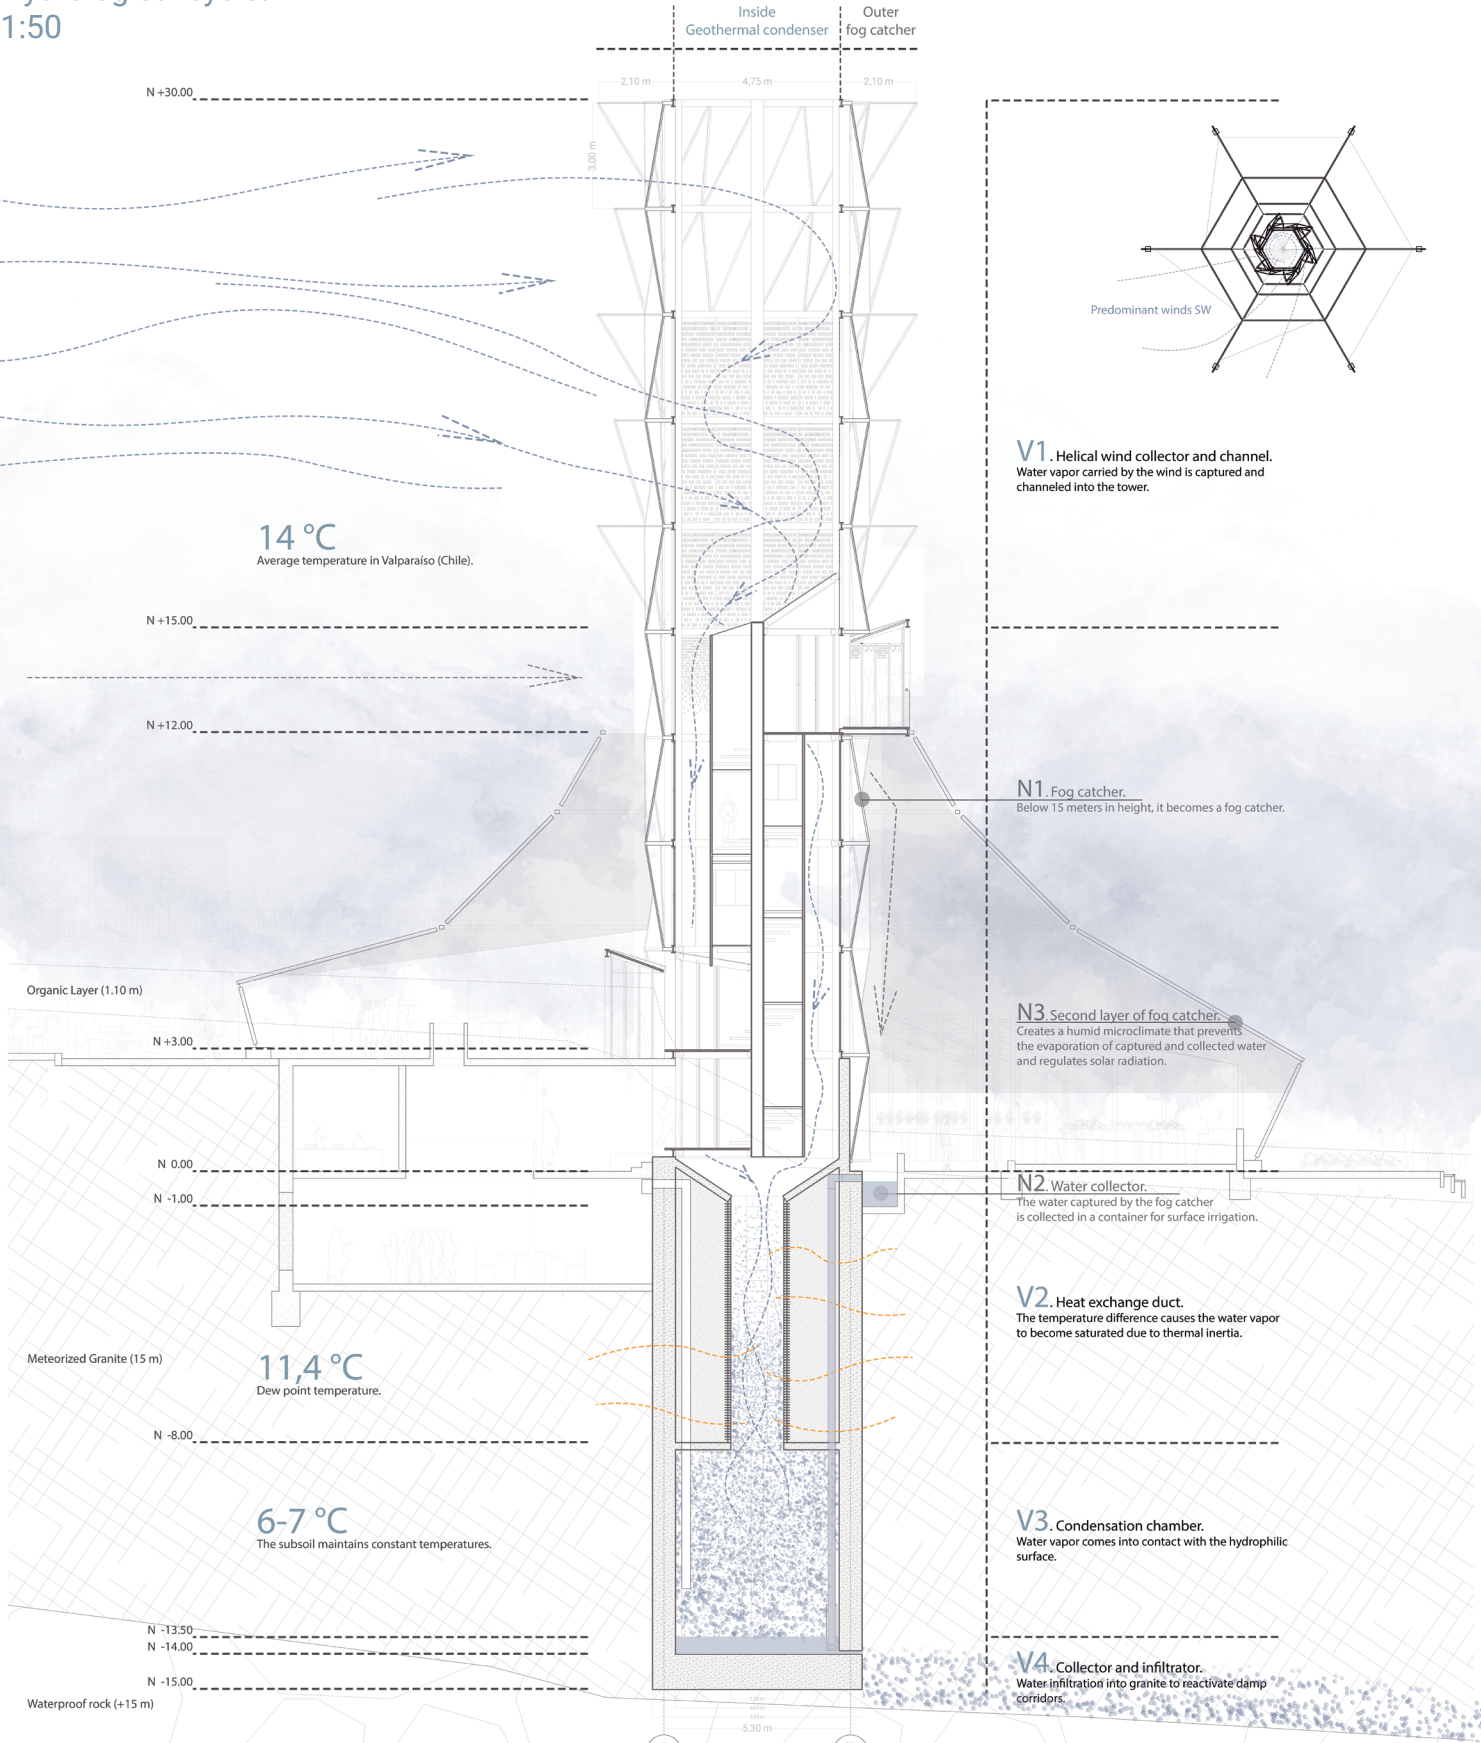 1:50
Inside
Geothermal condenser
Outer
fog catcher
2,10 m
4,75 m
2,10 m
N +30.00
3,00 m
Predominant winds SW
V1. Helical wind collector and channel.
Water vapor carried by the wind is captured and
channeled into the tower.
14 °C
Average temperature in Valparaíso (Chile).
N +15.00
N +12.00
N1. Fog catcher.
Below 15 meters in height, it becomes a fog catcher.
Organic Layer (1.10 m)
N3. Second layer of fog catcher.
Creates a humid microclimate that prevents
the evaporation of captured and collected water
and regulates solar radiation.
N +3.00
N 0.00
N -1.00
N2. Water collector.
The water captured by the fog catcher
is collected in a container for surface irrigation.
V2. Heat exchange duct.
The temperature difference causes the water vapor
to become saturated due to thermal inertia.
Meteorized Granite (15 m)
11,4 °C
Dew point temperature.
N -8.00
6-7 °C
The subsoil maintains constant temperatures.
V3. Condensation chamber.
Water vapor comes into contact with the hydrophilic
surface.
N -13.50
N -14.00
N -15.00
V4. Collector and infiltrator.
Water infiltration into granite to reactivate damp
corridors.
Waterproof rock (+15 m)
5,30 m